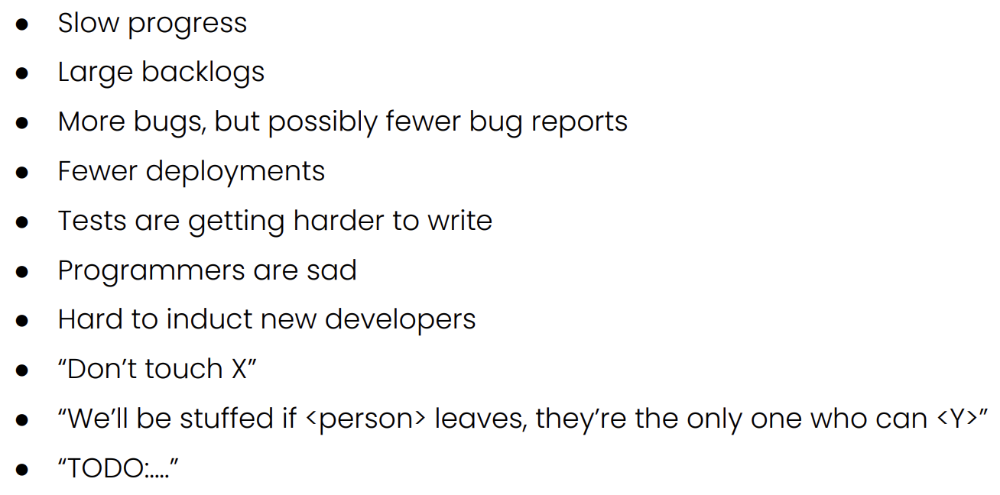 ● Slow progress
● Large backlogs
● More bugs, but possibly fewer bug reports
● Fewer deployments
● Tests are getting harder to write
● Programmers are sad
● Hard to induct new developers
● “Don’t touch X”
● “We’ll be stuffed if <person> leaves, they’re the only one who can <Y>”
● “TODO:....”